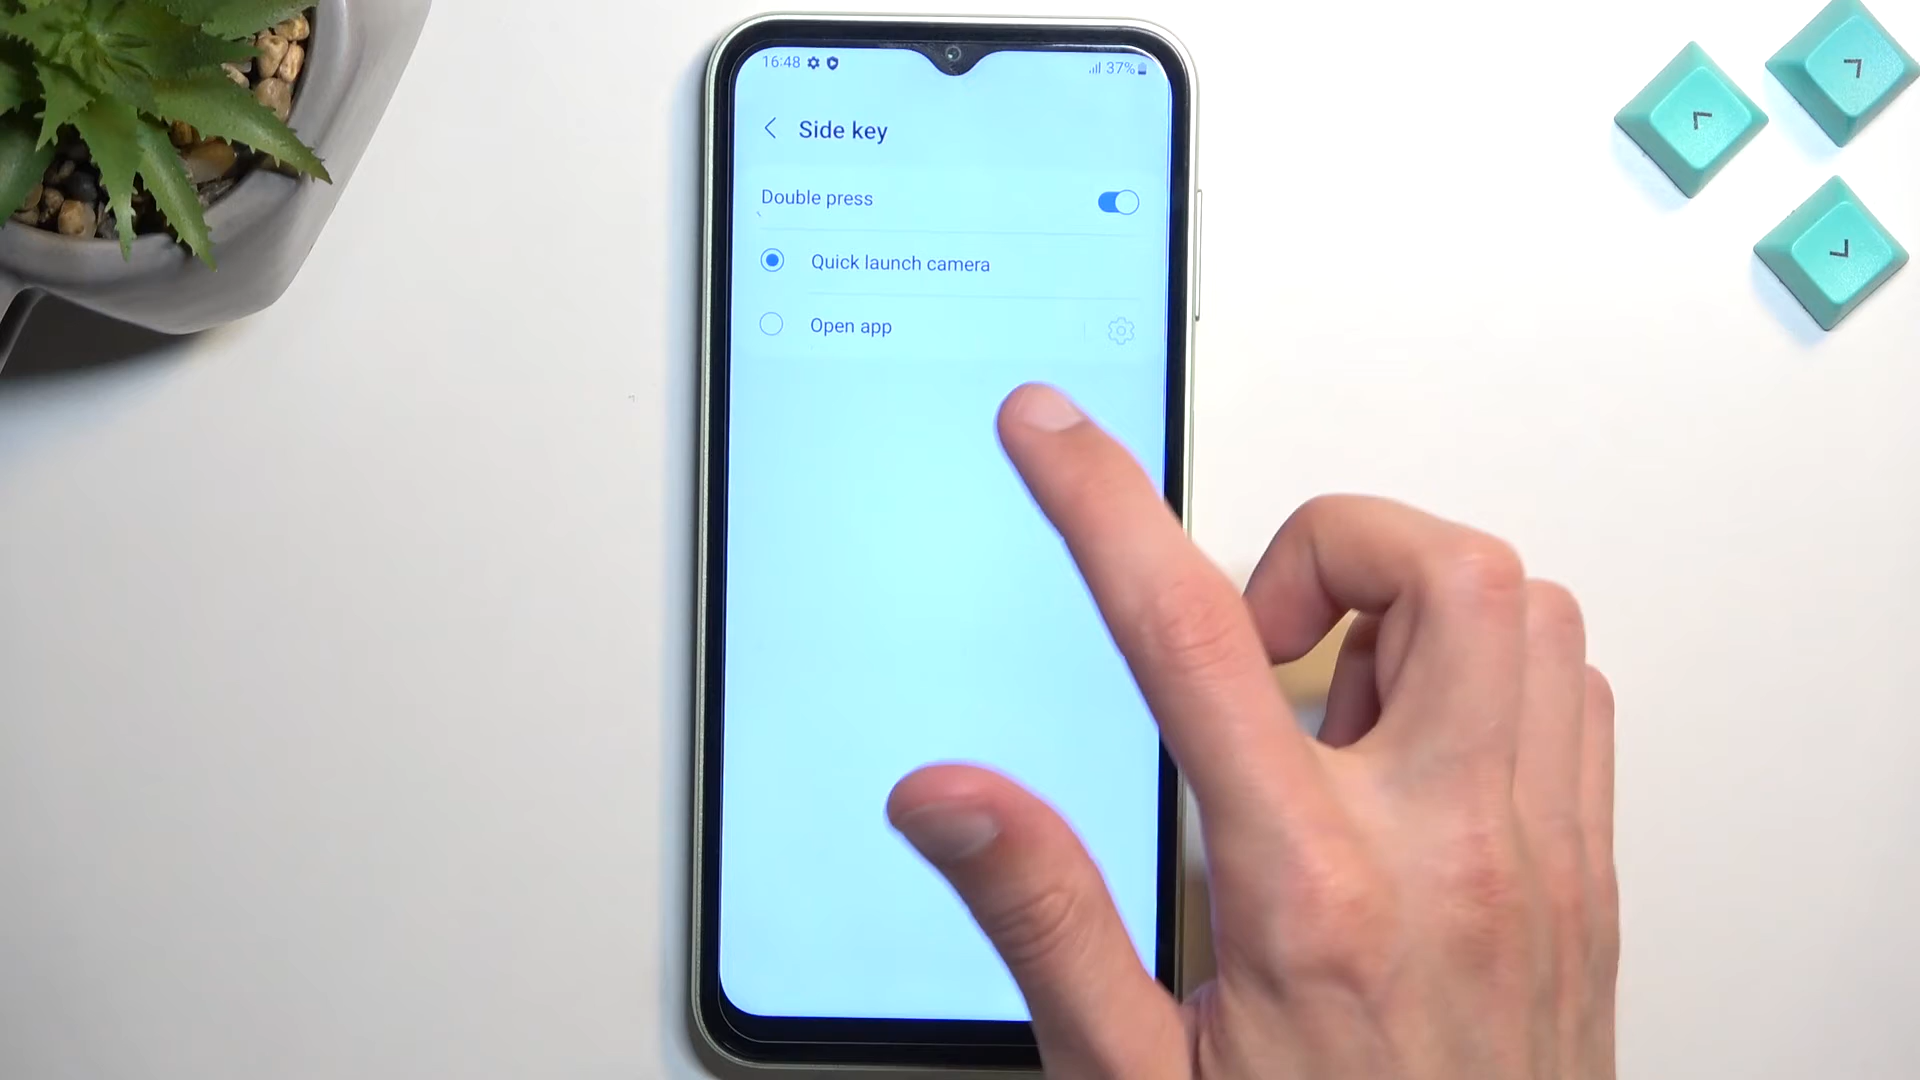 16:48
37%
Side key
Double press
Quick launch camera
Open app